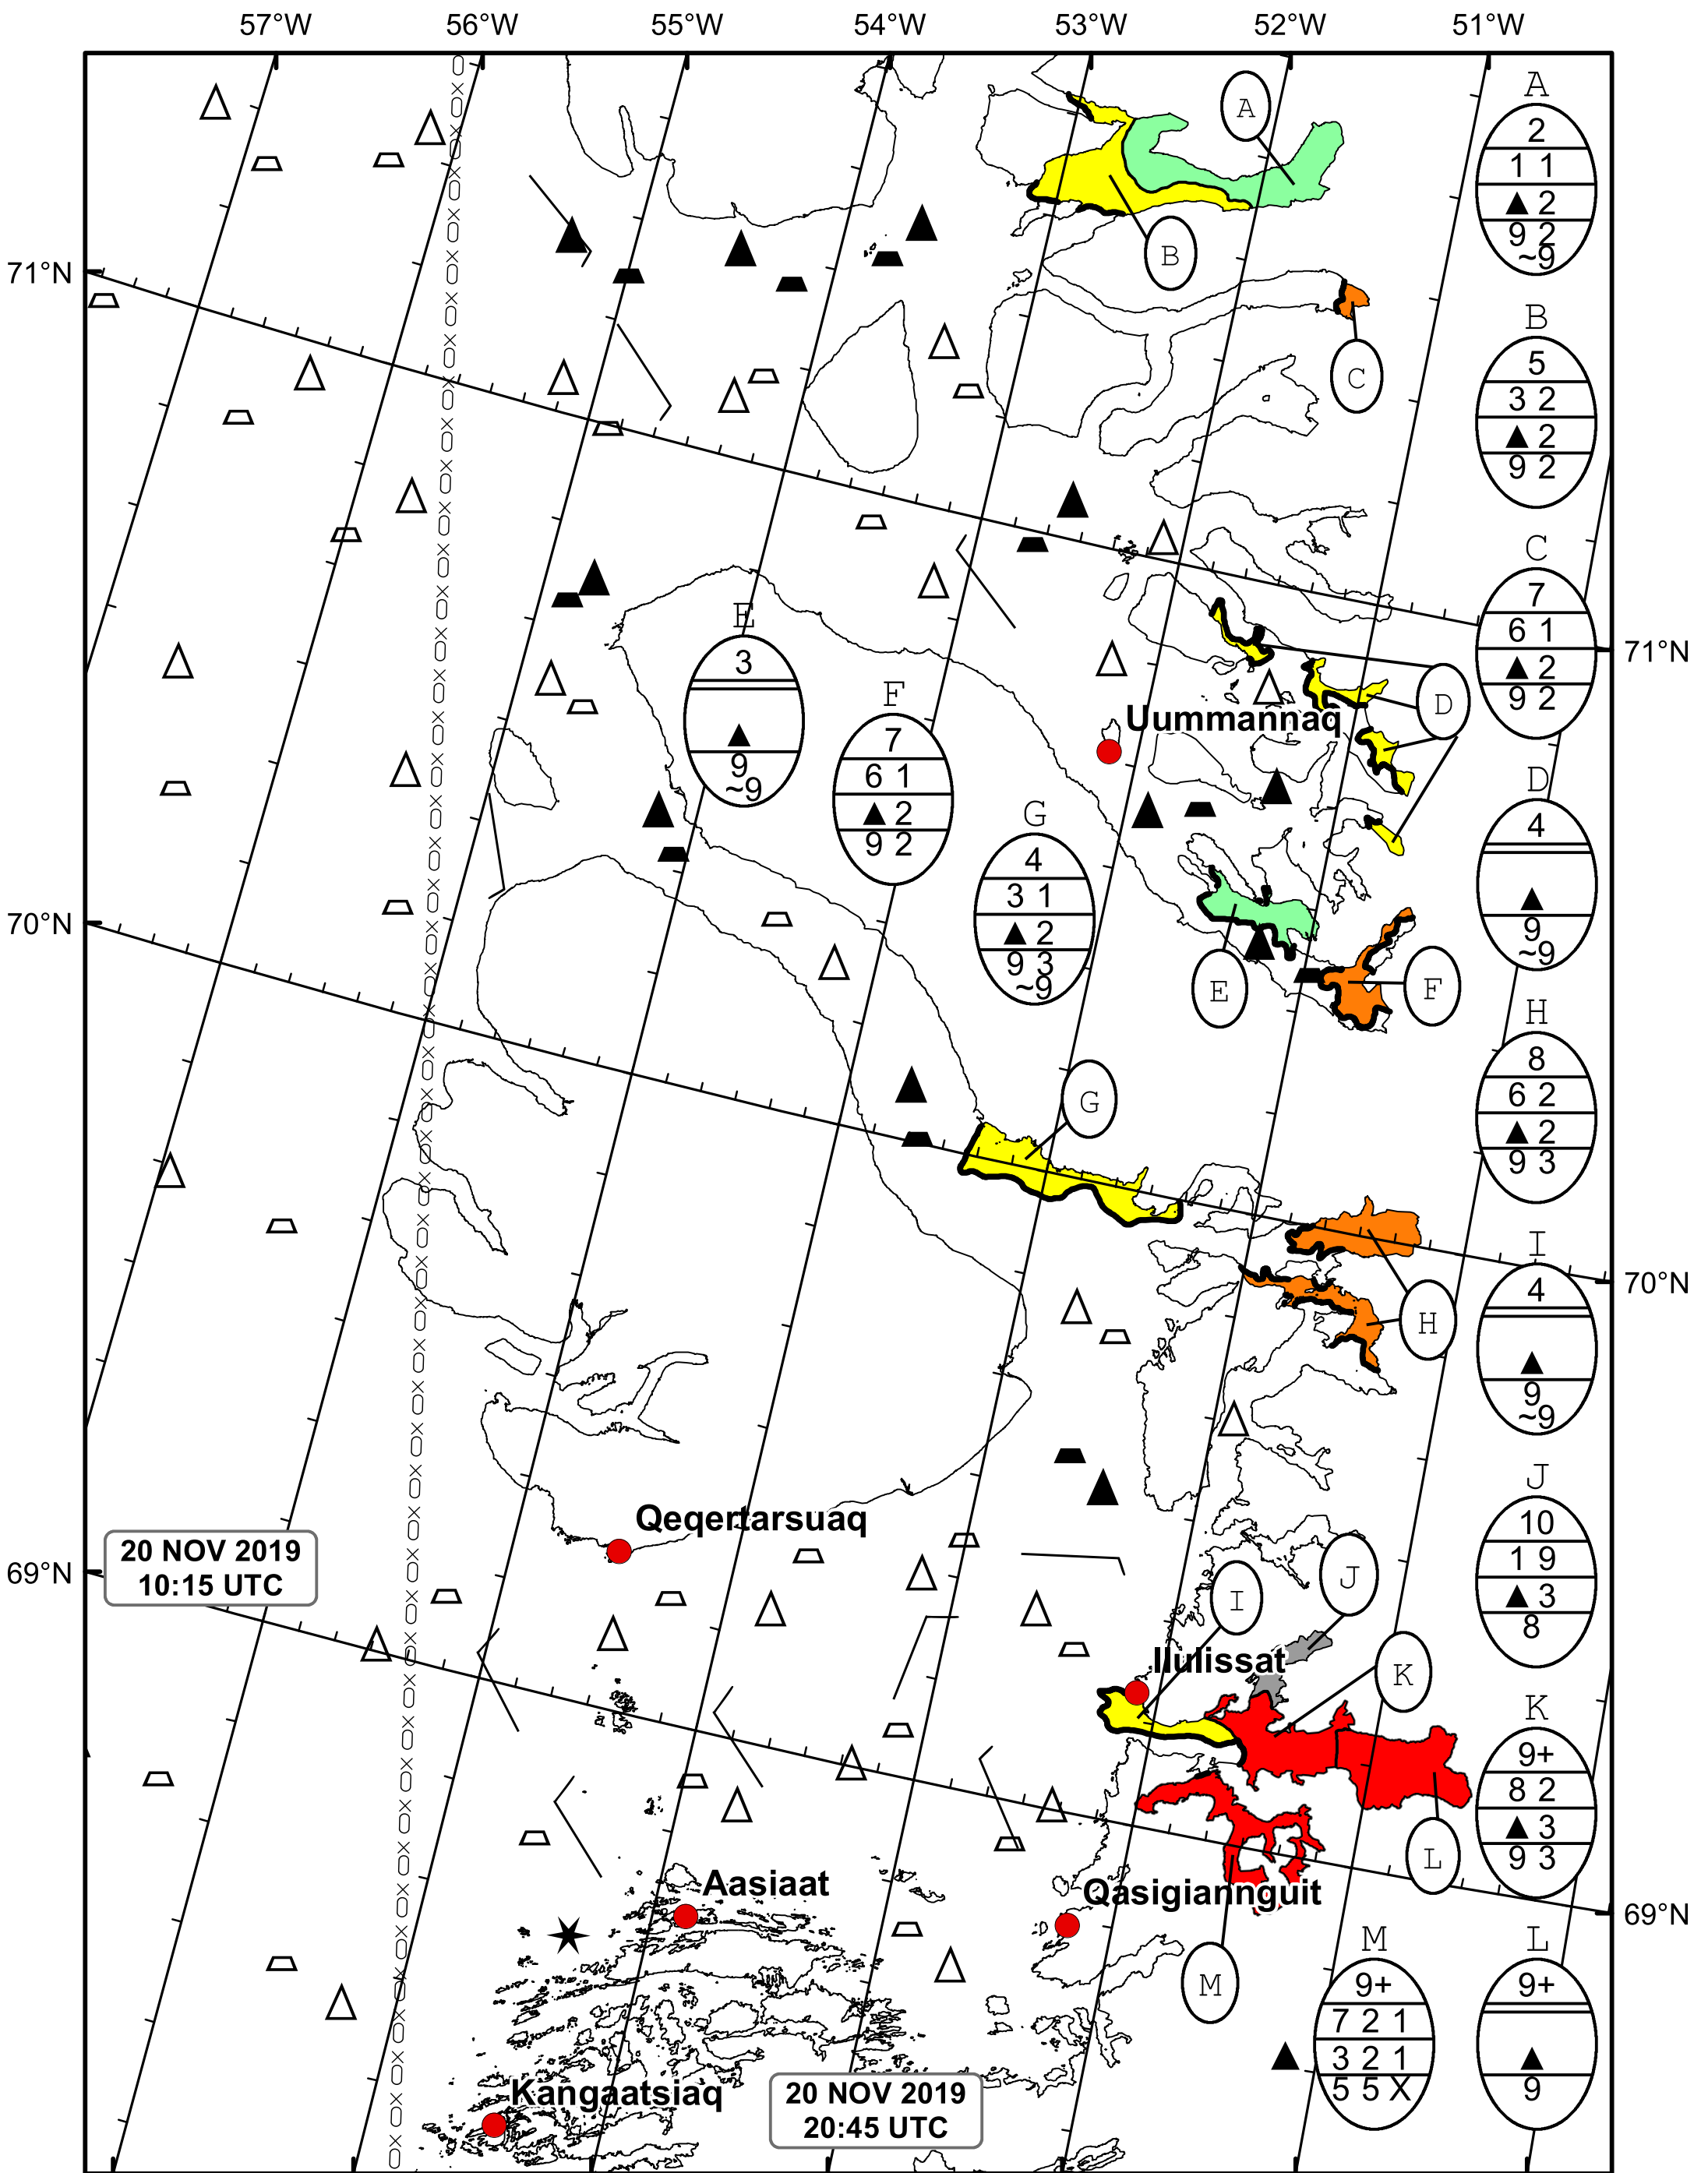 57°W 56°W 55°W 54°W 53°W 52°W 51°W
A
2
1 1
▲ 2
9 2
~9
A
B
71°N
C
B
5
3 2
▲ 2
9 2
C
7
6 1
▲ 2
9 2
71°N
E
3
▲
9
~9
F
7
6 1
▲ 2
9 2
G
4
3 1
▲ 2
9 3
~9
D
Uummannaq
D
4
▲
9
~9
70°N
E
F
G
H
8
6 2
▲ 2
9 3
70°N
H
I
4
▲
9
~9
Qeqertarsuaq
J
10
1 9
▲ 3
8
69°N
20 NOV 2019
10:15 UTC
I
J
Ilulissat
K
K
9+
8 2
▲ 3
9 3
L
Aasiaat
Qasigiannguit
69°N
M
M
9+
7 2 1
▲ 3 2 1
5 5 X
L
9+
▲
9
Kangaatsiaq
20 NOV 2019
20:45 UTC